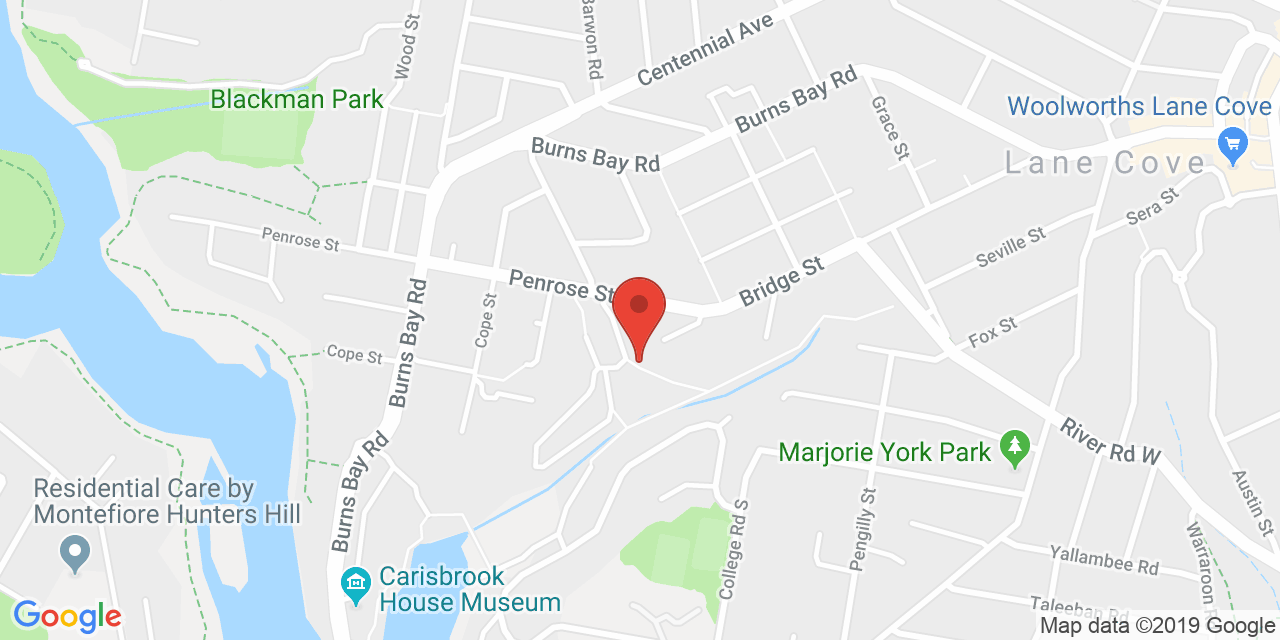 Wood St
Barwon Rd
Centennial Ave
Blackman Park
Burns Bay Rd
Grace St
Woolworths Lane Cove
Burns Bay Rd
Lane Cove
Sera St
Penrose St
Seville St
Penrose St
Bridge St
Cope St
Burns Bay Rd
Fox St
Cope St
River Rd W
Marjorie York Park
Burns Bay Rd
Residential Care by
Montefiore Hunters Hill
Austin St
Pengilly St
College Rd S
Yallambee Rd
Warraroon R
Carisbrook
House Museum
Taleeban Rd
Google
Map data ©2019 Google